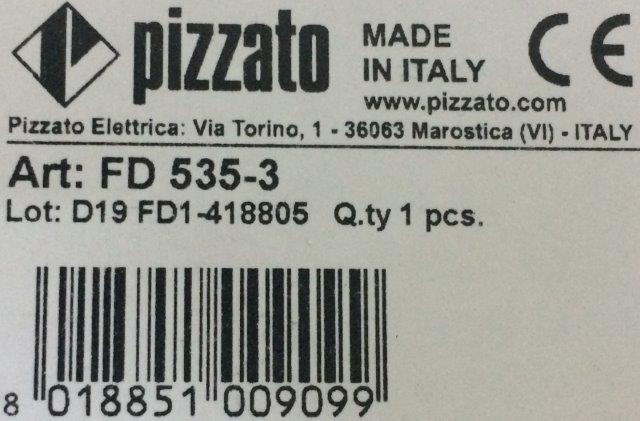 pizzato
MADE
IN ITALY
CE
www.pizzato.com
Pizzato Elettrica: Via Torino, 1 - 36063 Marostica (VI) - ITALY
Art: FD 535-3
Lot: D19 FD1-418805 Q.ty 1 pcs.
8 018851 009099